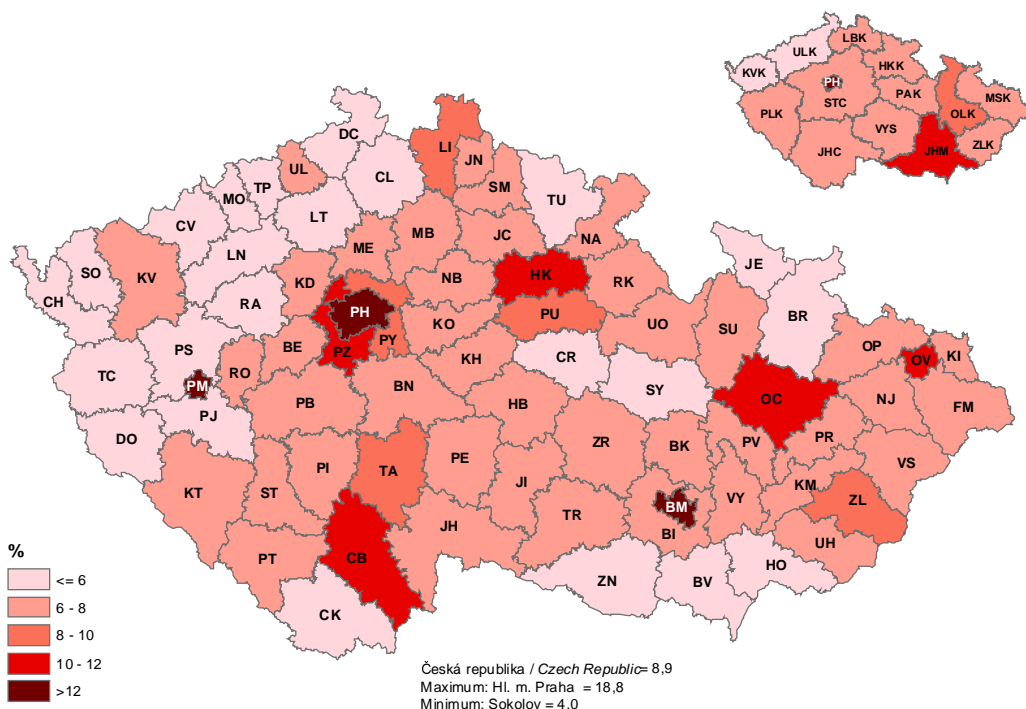 LBK
ULK
HKK
KVK
PH
MSK
PAK
STC
OLK
PLK
VYS
ZLK
JHC
JHM
DC
LI
JN
UL
TP
CL
SM
MO
TU
LT
CV
MB
JC
NA
ME
LN
SO
KV
HK
JE
NB
RK
KD
CH
RA
PH
PU
BR
KO
UO
SU
PY
BE
PZ
PS
CR
OP
OV
KI
KH
TC
RO
SY
PM
BN
OC
NJ
PB
HB
FM
PJ
DO
ZR
BK
PV
PR
TA
PE
PI
VS
KT
ST
JI
KM
VY
ZL
BM
TR
JH
BI
UH
%
PT
CB
HO
<= 6
ZN
BV
6 - 8
CK
8 - 10
10 - 12
>12
Česká republika / Czech Republic= 8,9
Maximum: Hl. m. Praha = 18,8
Minimum: Sokolov = 4,0